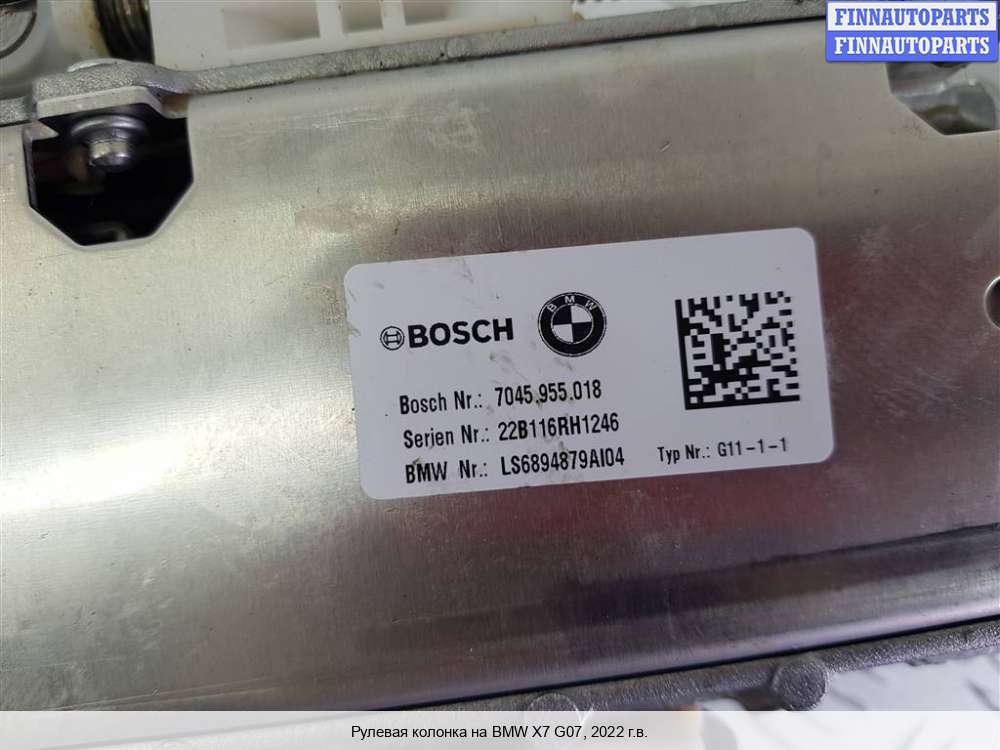 FINNAUTOPARTS
FINNAUTOPARTS
BOSCH
BMW
Bosch Nr.: 7045.955.018
Serien Nr.: 22B116RH1246
BMW Nr.: LS6894879AI04
Typ Nr.: G11-1-1
Рулевая колонка на BMW X7 G07, 2022 г.в.